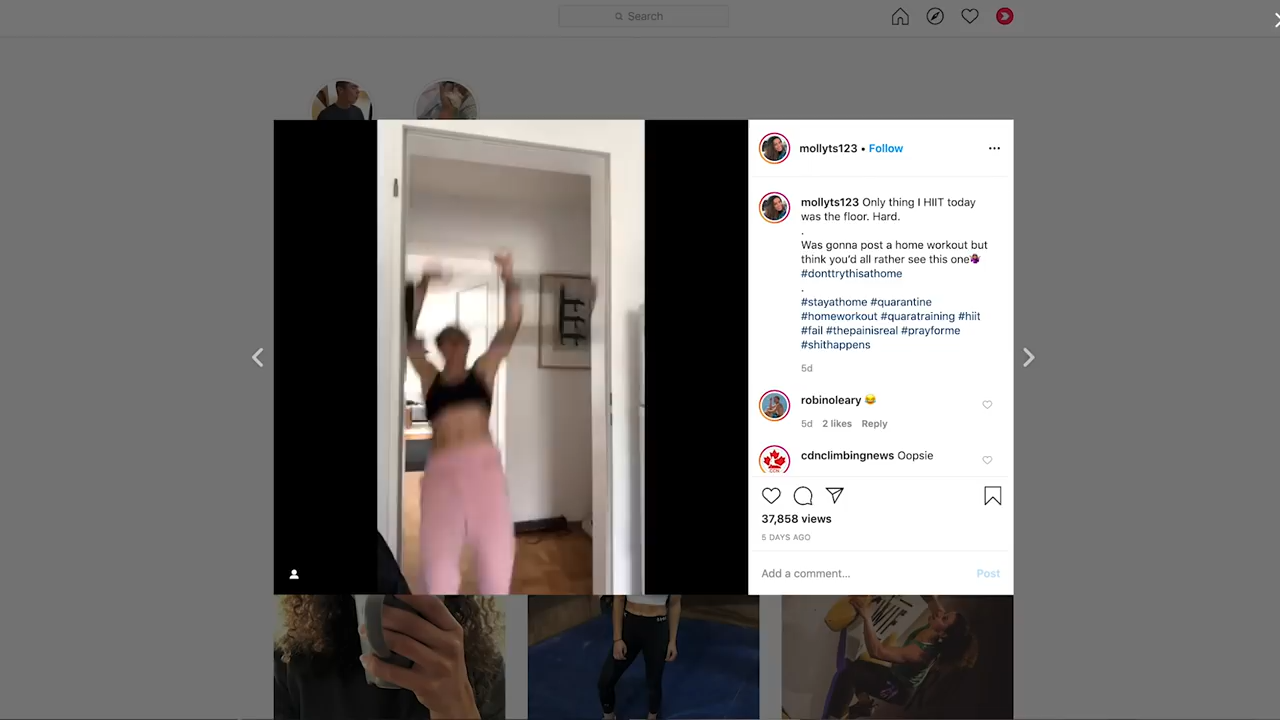 Search
mollyts123 • Follow
mollyts123 Only thing I HIIT today
was the floor. Hard.
.
Was gonna post a home workout but
think you'd all rather see this one
#donttrythisathome
.
#stayathome #quarantine
#homeworkout #quaratraining #hiit
#fail #thepainisreal #prayforme
#shithappens
5d
robinoleary 😂
5d 2 likes Reply
cdnclimbingnews Oopsie
37,858 views
5 DAYS AGO
Add a comment... Post